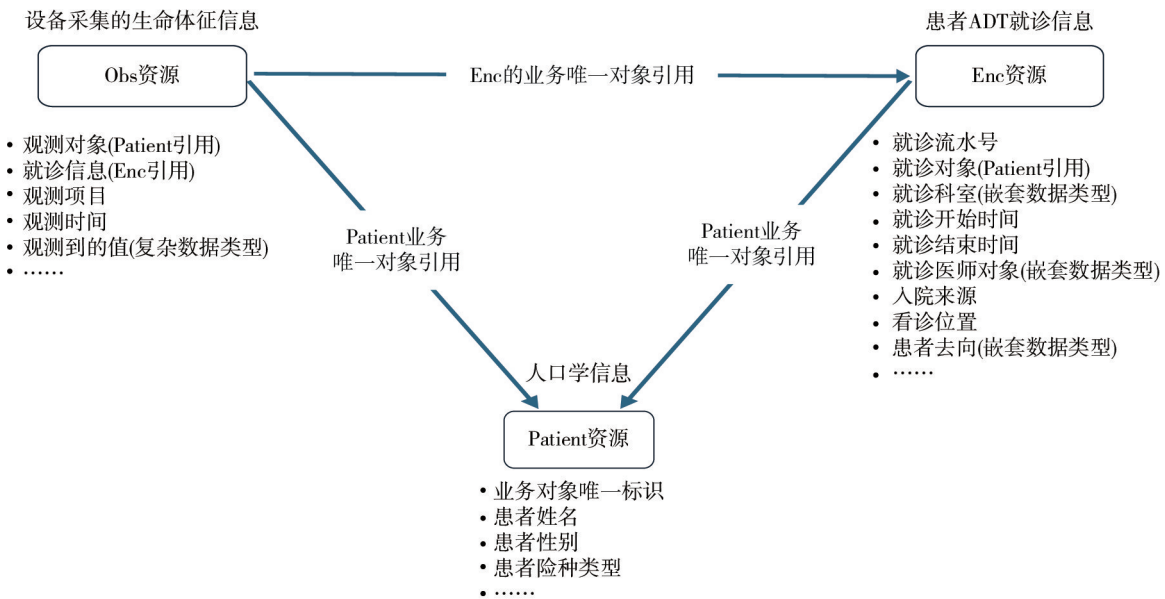 设备采集的生命体征信息
Obs资源
• 观测对象(Patient引用)
• 就诊信息(Enc引用)
• 观测项目
• 观测时间
• 观测到的值(复杂数据类型)
• ……
Enc的业务唯一对象引用
患者ADT就诊信息
Enc资源
• 就诊流水号
• 就诊对象(Patient引用)
• 就诊科室(嵌套数据类型)
• 就诊开始时间
• 就诊结束时间
• 就诊医师对象(嵌套数据类型)
• 入院来源
• 看诊位置
• 患者去向(嵌套数据类型)
• ……
Patient业务
唯一对象引用
Patient业务
唯一对象引用
人口学信息
Patient资源
• 业务对象唯一标识
• 患者姓名
• 患者性别
• 患者险种类型
• ……